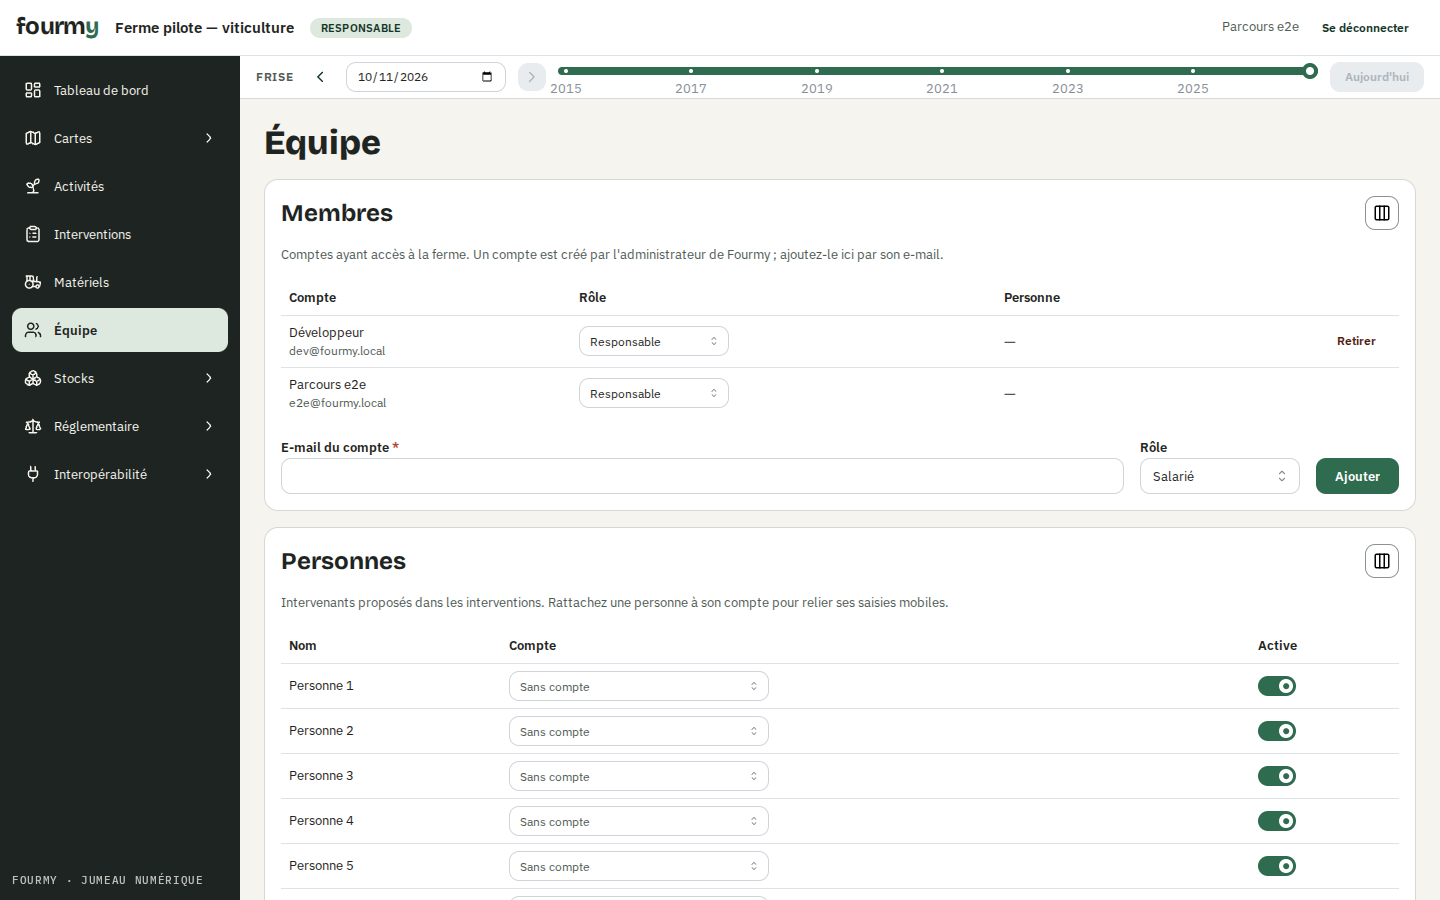 fourmy
Ferme pilote — viticulture
RESPONSABLE
Parcours e2e
Se déconnecter
FRISE
10/11/2026
2015
2017
2019
2021
2023
2025
Aujourd'hui
Tableau de bord
Cartes
Activités
Interventions
Matériels
Équipe
Stocks
Réglementaire
Interopérabilité
FOURMY · JUMEAU NUMÉRIQUE
Équipe
Membres
Comptes ayant accès à la ferme. Un compte est créé par l'administrateur de Fourmy ; ajoutez-le ici par son e-mail.
Compte Rôle Personne
Développeur
dev@fourmy.local
Responsable
—
Retirer
Parcours e2e
e2e@fourmy.local
Responsable
—
E-mail du compte *
Rôle
Salarié
Ajouter
Personnes
Intervenants proposés dans les interventions. Rattachez une personne à son compte pour relier ses saisies mobiles.
Nom Compte Active
Personne 1 Sans compte
Personne 2 Sans compte
Personne 3 Sans compte
Personne 4 Sans compte
Personne 5 Sans compte